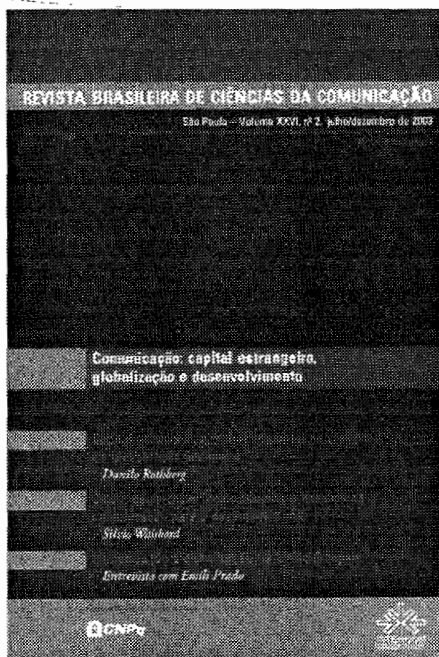 REVISTA BRASILEIRA DE CIÊNCIAS DA COMUNICAÇÃO
São Paulo – Volume XXVI, nº 2, julho/dezembro de 2003
Comunicação: capital estrangeiro,
globalização e desenvolvimento
Danilo Rothberg
Silvio Waisbord
Entrevista com Emili Prado
CNPq